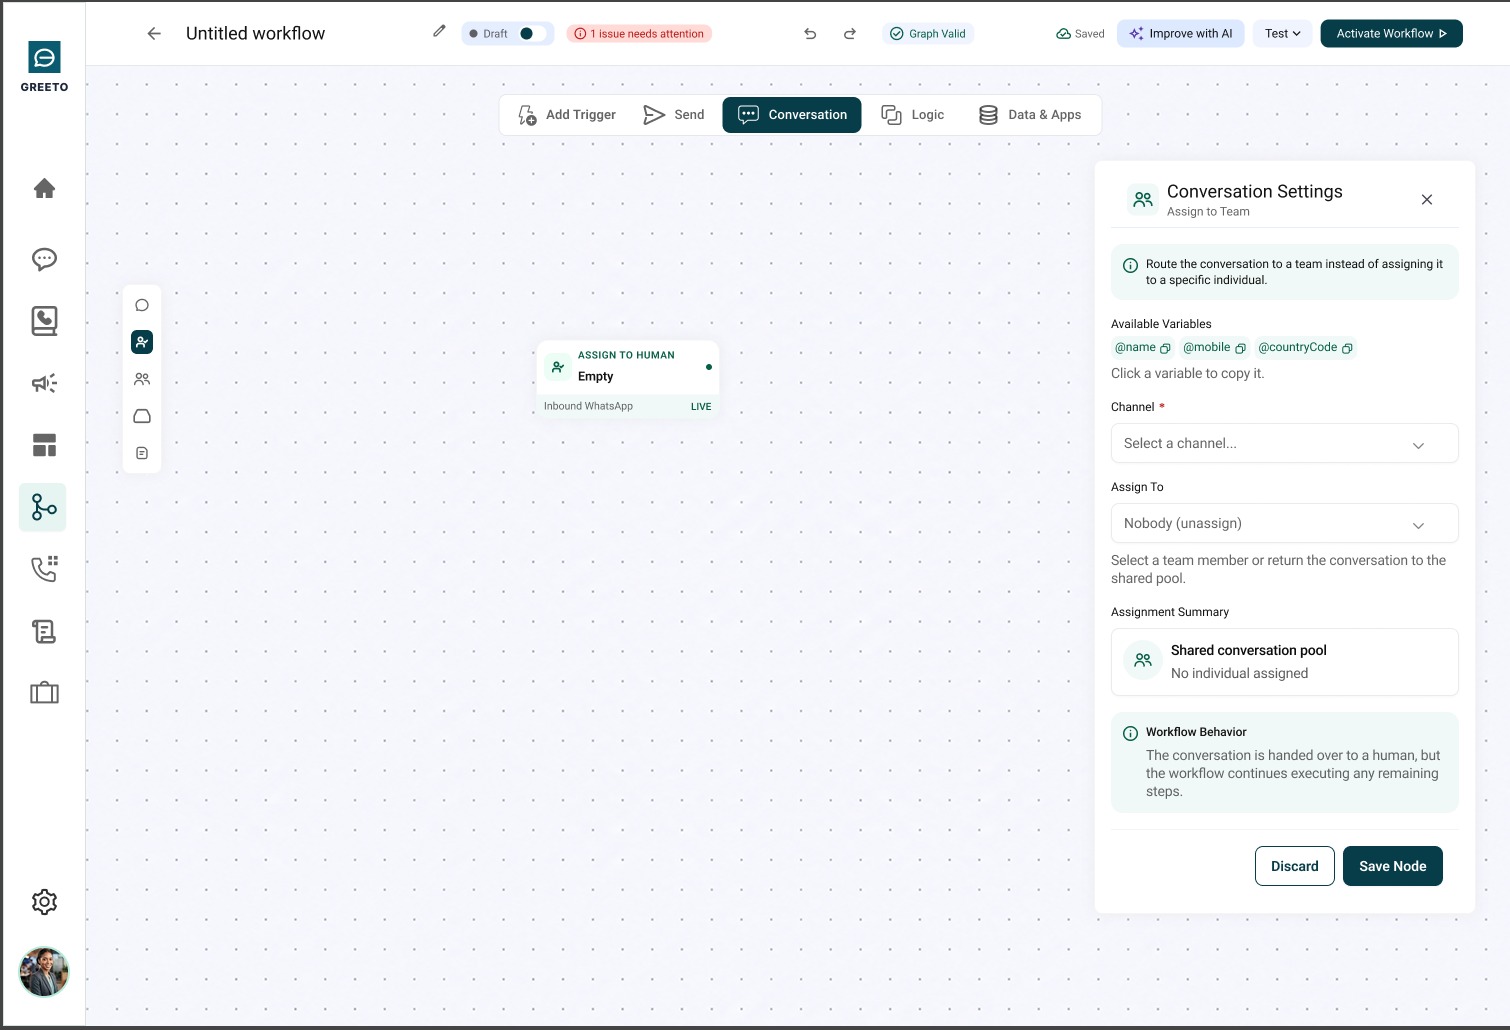 Untitled workflow
Draft
1 issue needs attention
Graph Valid
Saved
Improve with AI
Test
Activate Workflow
GREETO
Add Trigger
Send
Conversation
Logic
Data & Apps
ASSIGN TO HUMAN
Empty
Inbound WhatsApp
LIVE
Conversation Settings
Assign to Team
Route the conversation to a team instead of assigning it
to a specific individual.
Available Variables
@name @mobile @countryCode
Click a variable to copy it.
Channel *
Select a channel...
Assign To
Nobody (unassign)
Select a team member or return the conversation to the
shared pool.
Assignment Summary
Shared conversation pool
No individual assigned
Workflow Behavior
The conversation is handed over to a human, but
the workflow continues executing any remaining
steps.
Discard
Save Node